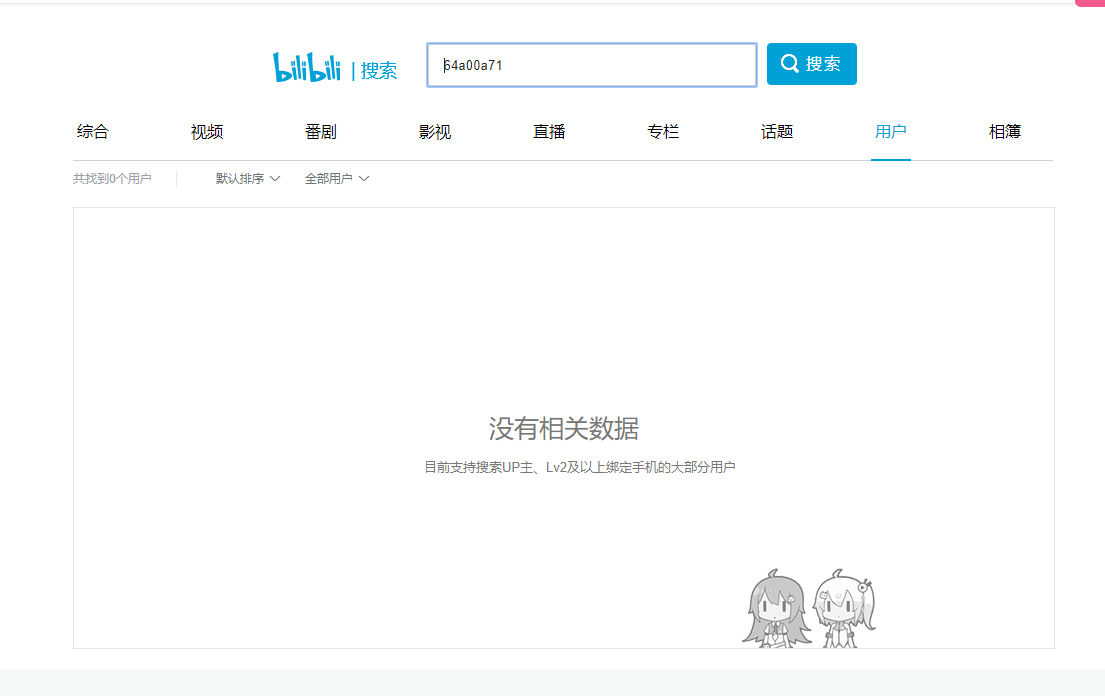 bilibili | 搜索 64a00a71 搜索
综合 视频 番剧 影视 直播 专栏 话题 用户 相簿
共找到0个用户 默认排序 全部用户
没有相关数据
目前支持搜索UP主、Lv2及以上绑定手机的大部分用户